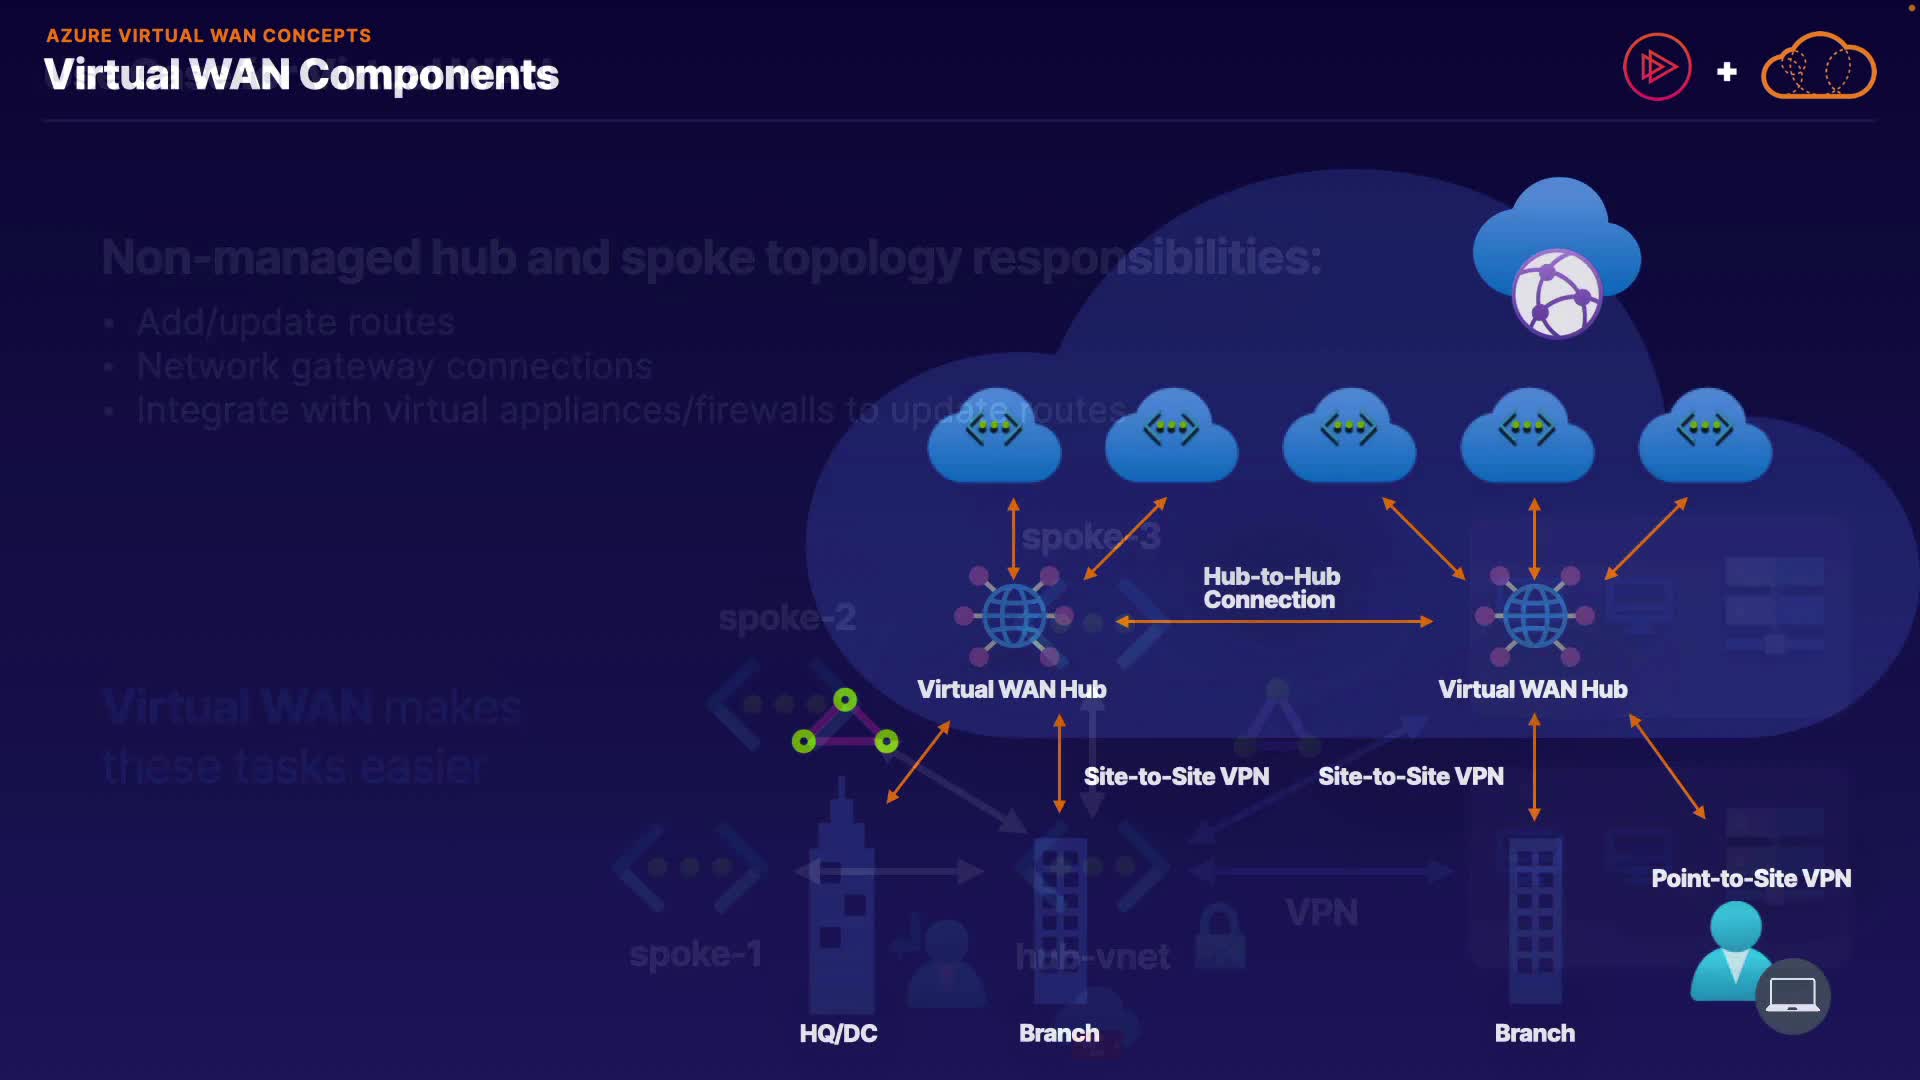 AZURE VIRTUAL WAN CONCEPTS
Virtual WAN Components
Non-managed hub and spoke topology responsibilities:
• Add/update routes
• Network gateway connections
• Integrate with virtual appliances/firewalls to update routes
spoke-3
Hub-to-Hub
Connection
spoke-2
Virtual WAN Hub
Virtual WAN Hub
Virtual WAN makes
these tasks easier
Site-to-Site VPN
Site-to-Site VPN
Point-to-Site VPN
VPN
spoke-1
hub-vnet
HQ/DC
Branch
Branch